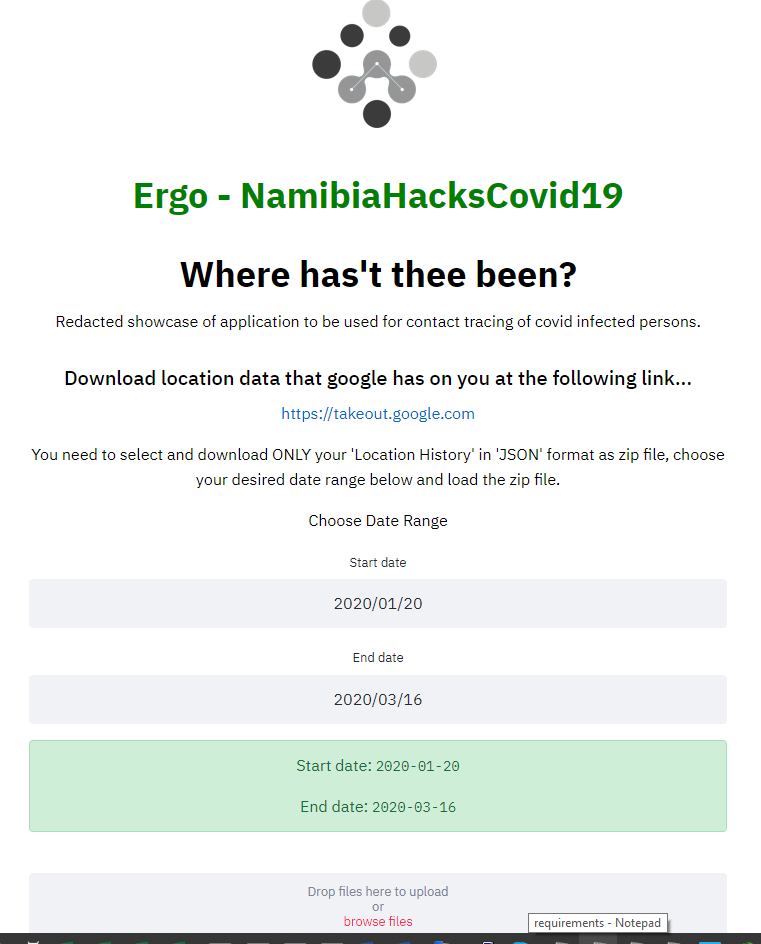 Ergo - NamibiaHacksCovid19
Where has't thee been?
Redacted showcase of application to be used for contact tracing of covid infected persons.
Download location data that google has on you at the following link...
https://takeout.google.com
You need to select and download ONLY your 'Location History' in 'JSON' format as zip file, choose
your desired date range below and load the zip file.
Choose Date Range
Start date
2020/01/20
End date
2020/03/16
Start date: 2020-01-20
End date: 2020-03-16
Drop files here to upload
or
browse files
requirements - Notepad